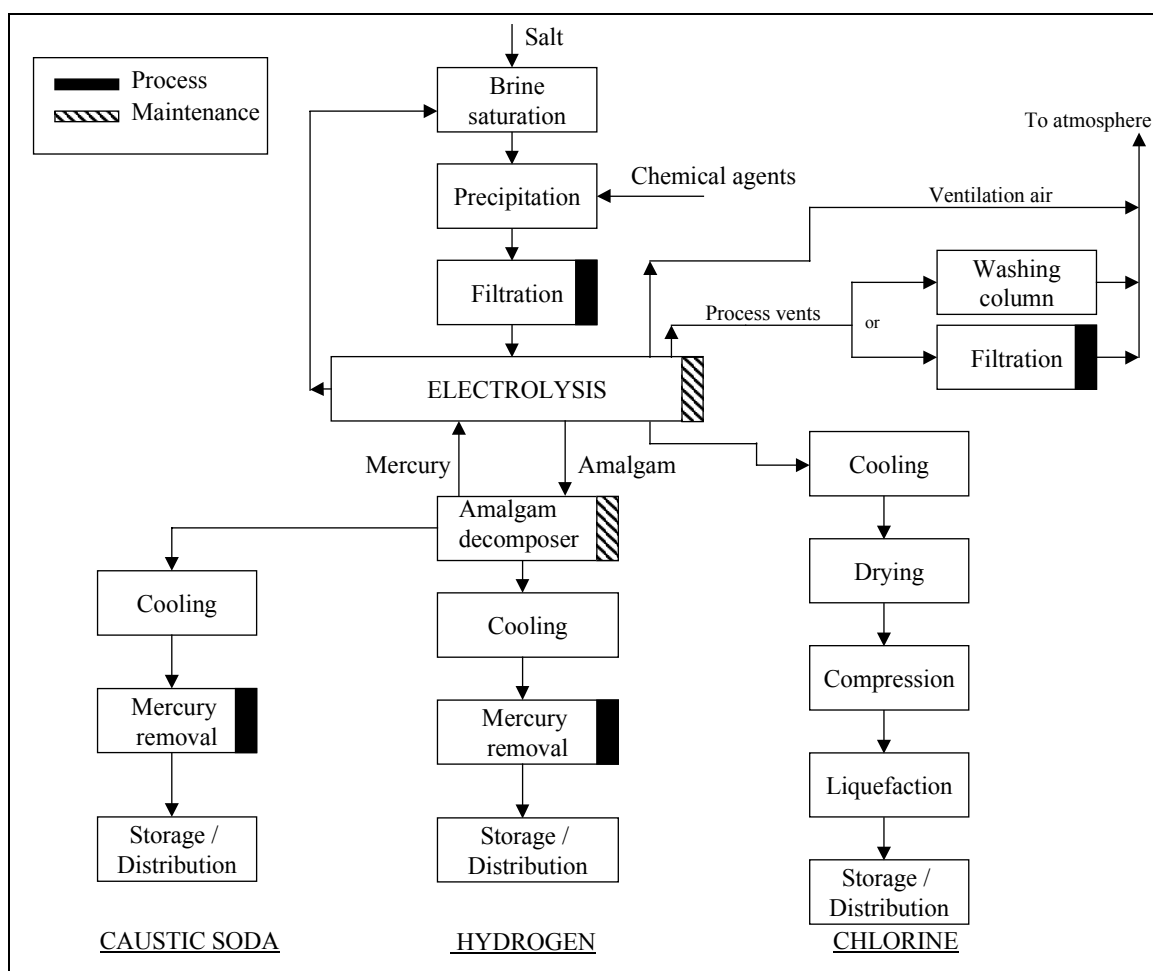 Salt
Process
Maintenance
Brine
saturation
To atmosphere
Precipitation
Chemical agents
Ventilation air
Filtration
Washing
column
Process vents
or
Filtration
ELECTROLYSIS
Mercury
Amalgam
Cooling
Amalgam
decomposer
Drying
Cooling
Cooling
Compression
Mercury
removal
Mercury
removal
Liquefaction
Storage /
Distribution
Storage /
Distribution
Storage /
Distribution
CAUSTIC SODA
HYDROGEN
CHLORINE